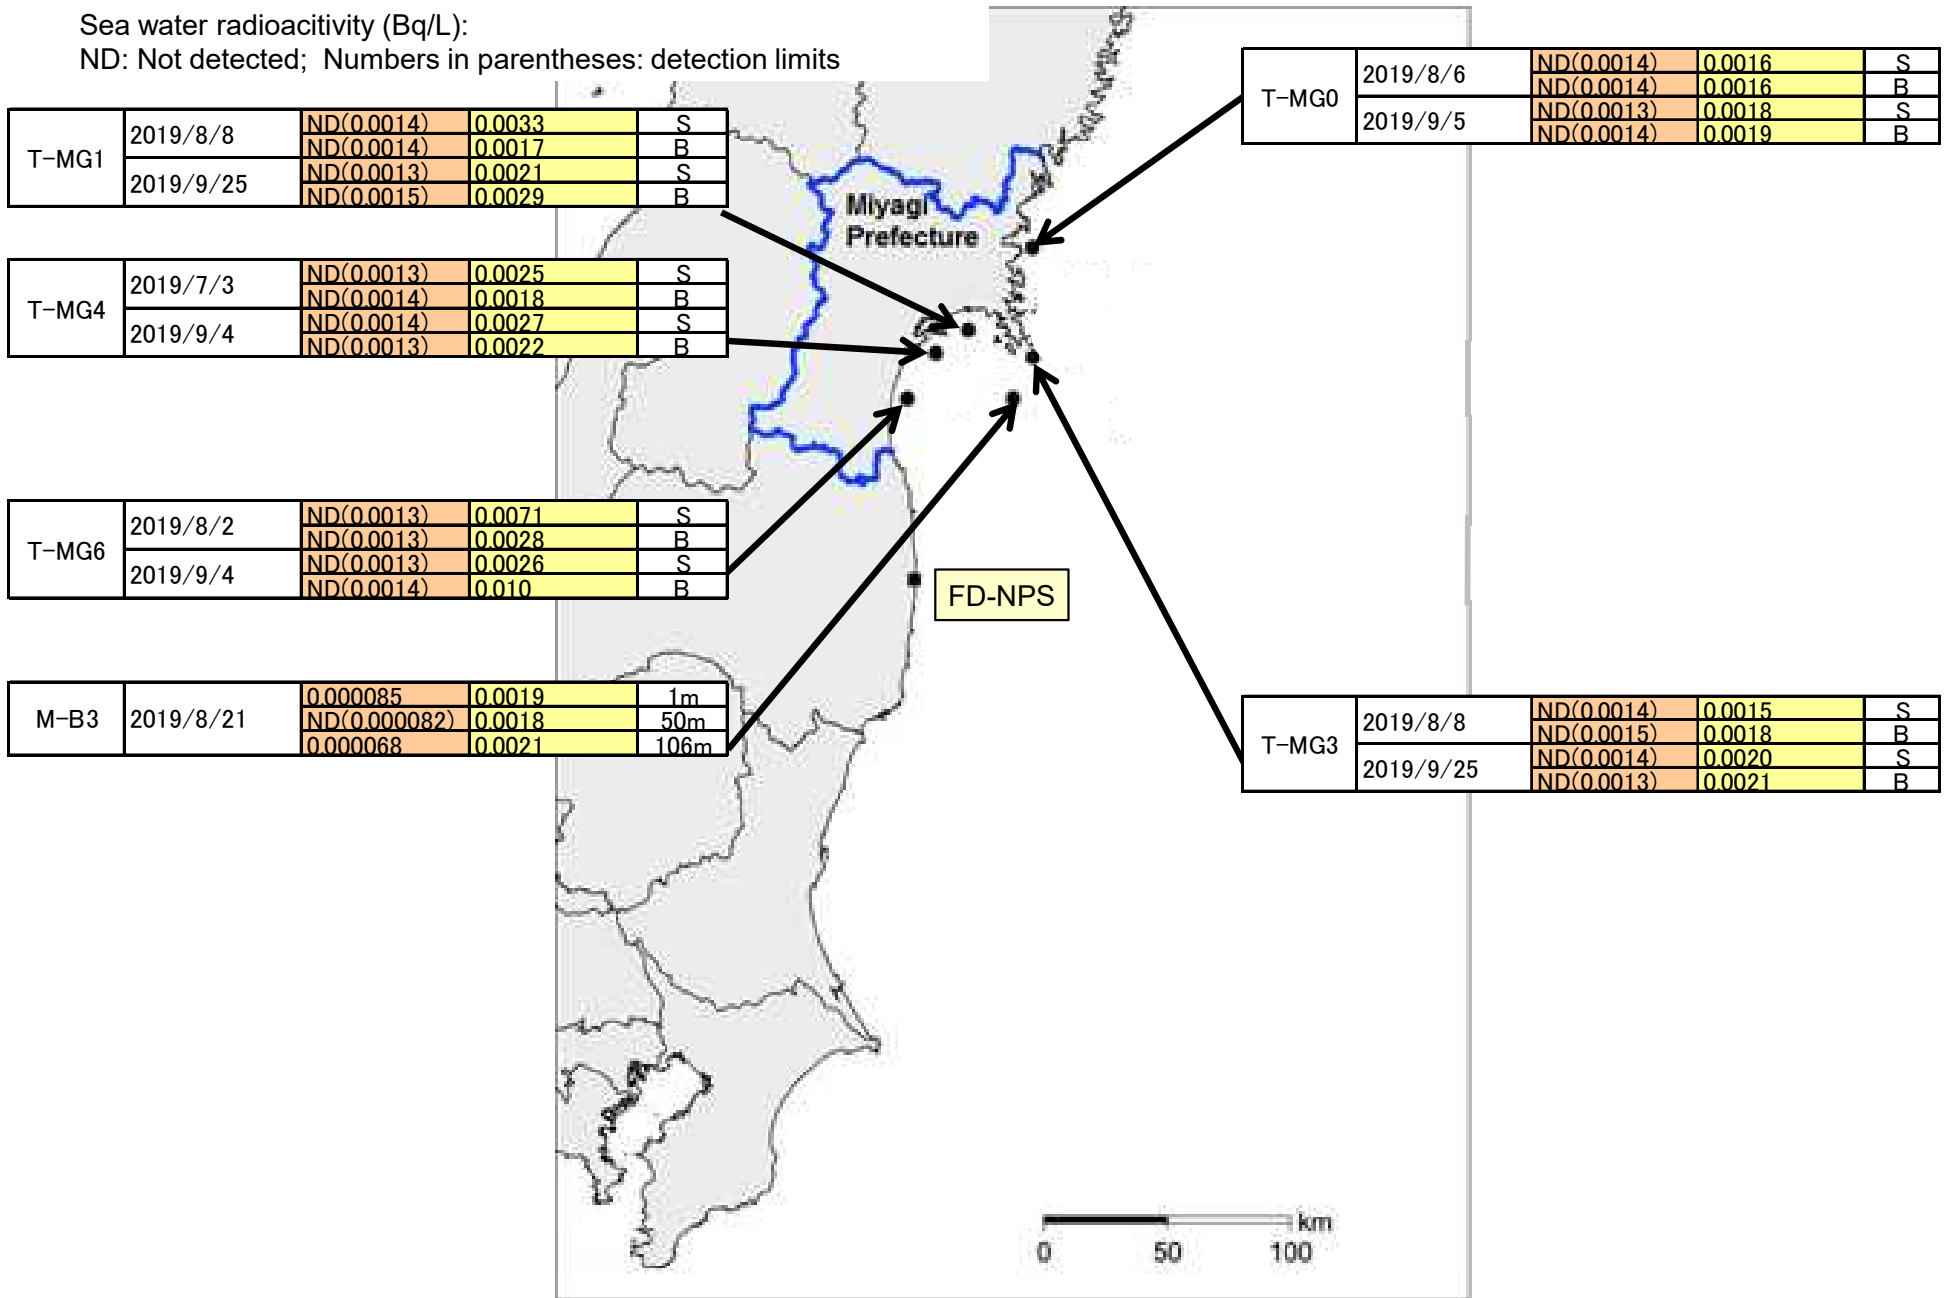 Sea water radioacitivity (Bq/L):
ND: Not detected; Numbers in parentheses: detection limits
T-MG0
2019/8/6 ND(0.0014) 0.0016 S
ND(0.0014) 0.0016 B
2019/9/5 ND(0.0013) 0.0018 S
ND(0.0014) 0.0019 B
T-MG1
2019/8/8 ND(0.0014) 0.0033 S
ND(0.0014) 0.0017 B
2019/9/25 ND(0.0013) 0.0021 S
ND(0.0015) 0.0029 B
Miyagi
Prefecture
T-MG4
2019/7/3 ND(0.0013) 0.0025 S
ND(0.0014) 0.0018 B
2019/9/4 ND(0.0014) 0.0027 S
ND(0.0013) 0.0022 B
T-MG6
2019/8/2 ND(0.0013) 0.0071 S
ND(0.0013) 0.0028 B
2019/9/4 ND(0.0013) 0.0026 S
ND(0.0014) 0.010 B
FD-NPS
M-B3
2019/8/21 0.000085 0.0019 1m
ND(0.000082) 0.0018 50m
0.000068 0.0021 106m
T-MG3
2019/8/8 ND(0.0014) 0.0015 S
ND(0.0015) 0.0018 B
2019/9/25 ND(0.0014) 0.0020 S
ND(0.0013) 0.0021 B
km
0 50 100